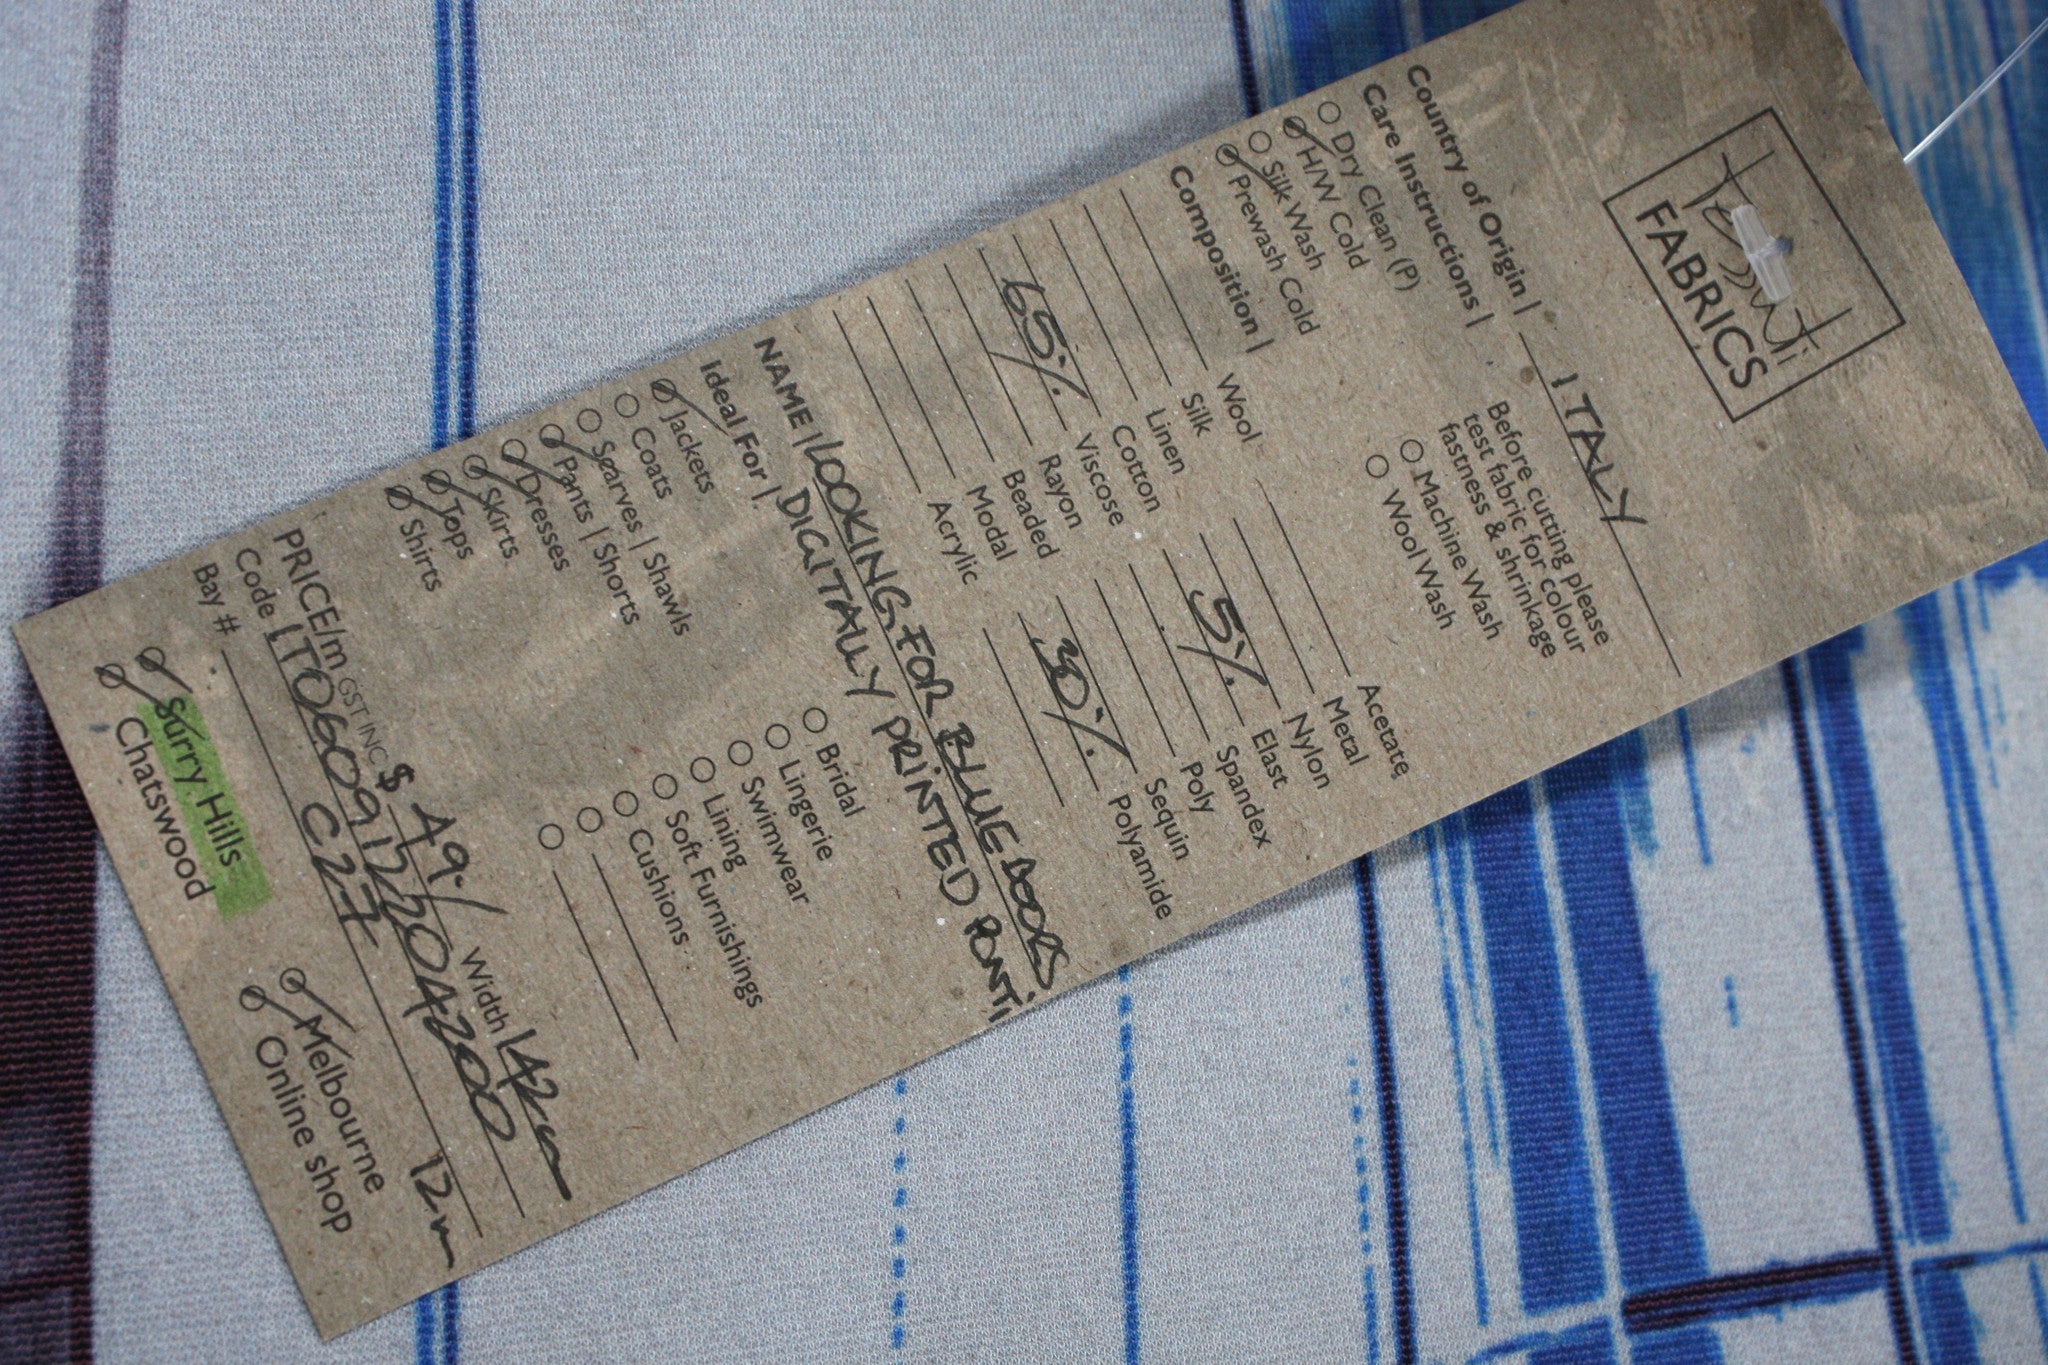 Tessuti
FABRICS
Country of Origin | ITALY
Care Instructions |
Dry Clean (P)
H/W Cold
Silk Wash
Prewash Cold
Before cutting please
test fabric for colour
fastness & shrinkage
Machine Wash
Wool Wash
Composition |
Wool
Silk
Linen
Cotton
65% Viscose
Rayon
Beaded
Modal
Acrylic
Acetate
Metal
Nylon
5% Elast
Spandex
Poly
Sequin
30% Polyamide
NAME | LOOKING FOR BLUE DOORS
DIGITALLY PRINTED PONTI
Ideal For |
Jackets
Coats
Scarves | Shawls
Pants | Shorts
Dresses
Skirts
Tops
Shirts
Bridal
Lingerie
Swimwear
Lining
Soft Furnishings
Cushions
PRICE/m GST INC $ 49./ Width 142cm
Code
Bay # C27 12m
Surry Hills
Chatswood
Melbourne
Online shop